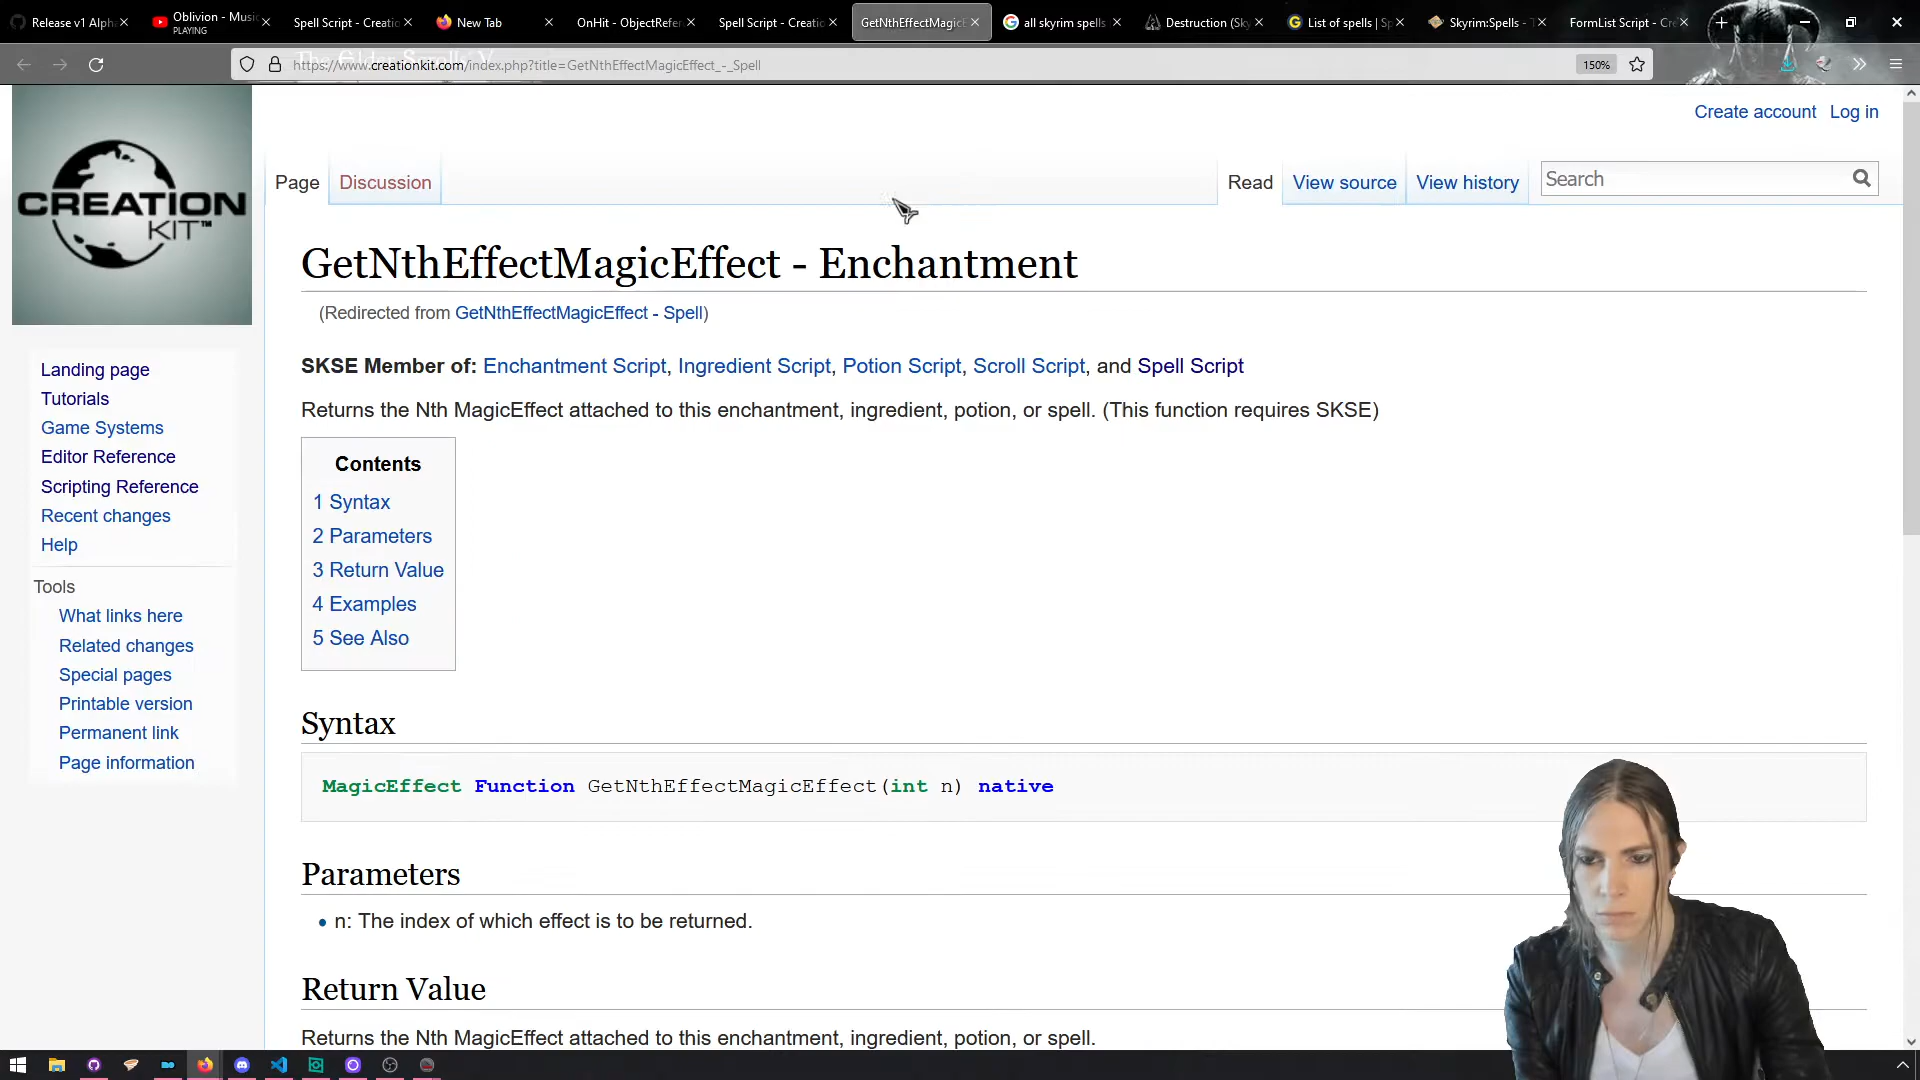 Release v1 Alpha
Oblivion - Music
PLAYING
Spell Script - Creatio
New Tab
OnHit - ObjectRefer
Spell Script - Creatio
GetNthEffectMagicE
all skyrim spells
Destruction (Sky
List of spells | Sp
Skyrim:Spells - T
FormList Script - Cre
https://www.creationkit.com/index.php?title=GetNthEffectMagicEffect_-_Spell
150%
Create account Log in
CREATION
KIT™
Page
Discussion
Read
View source
View history
Search
GetNthEffectMagicEffect - Enchantment
(Redirected from GetNthEffectMagicEffect - Spell)
SKSE Member of: Enchantment Script, Ingredient Script, Potion Script, Scroll Script, and Spell Script
Returns the Nth MagicEffect attached to this enchantment, ingredient, potion, or spell. (This function requires SKSE)
Landing page
Tutorials
Game Systems
Editor Reference
Scripting Reference
Recent changes
Help
Tools
What links here
Related changes
Special pages
Printable version
Permanent link
Page information
Contents
1 Syntax
2 Parameters
3 Return Value
4 Examples
5 See Also
Syntax
MagicEffect Function GetNthEffectMagicEffect(int n) native
Parameters
n: The index of which effect is to be returned.
Return Value
Returns the Nth MagicEffect attached to this enchantment, ingredient, potion, or spell.